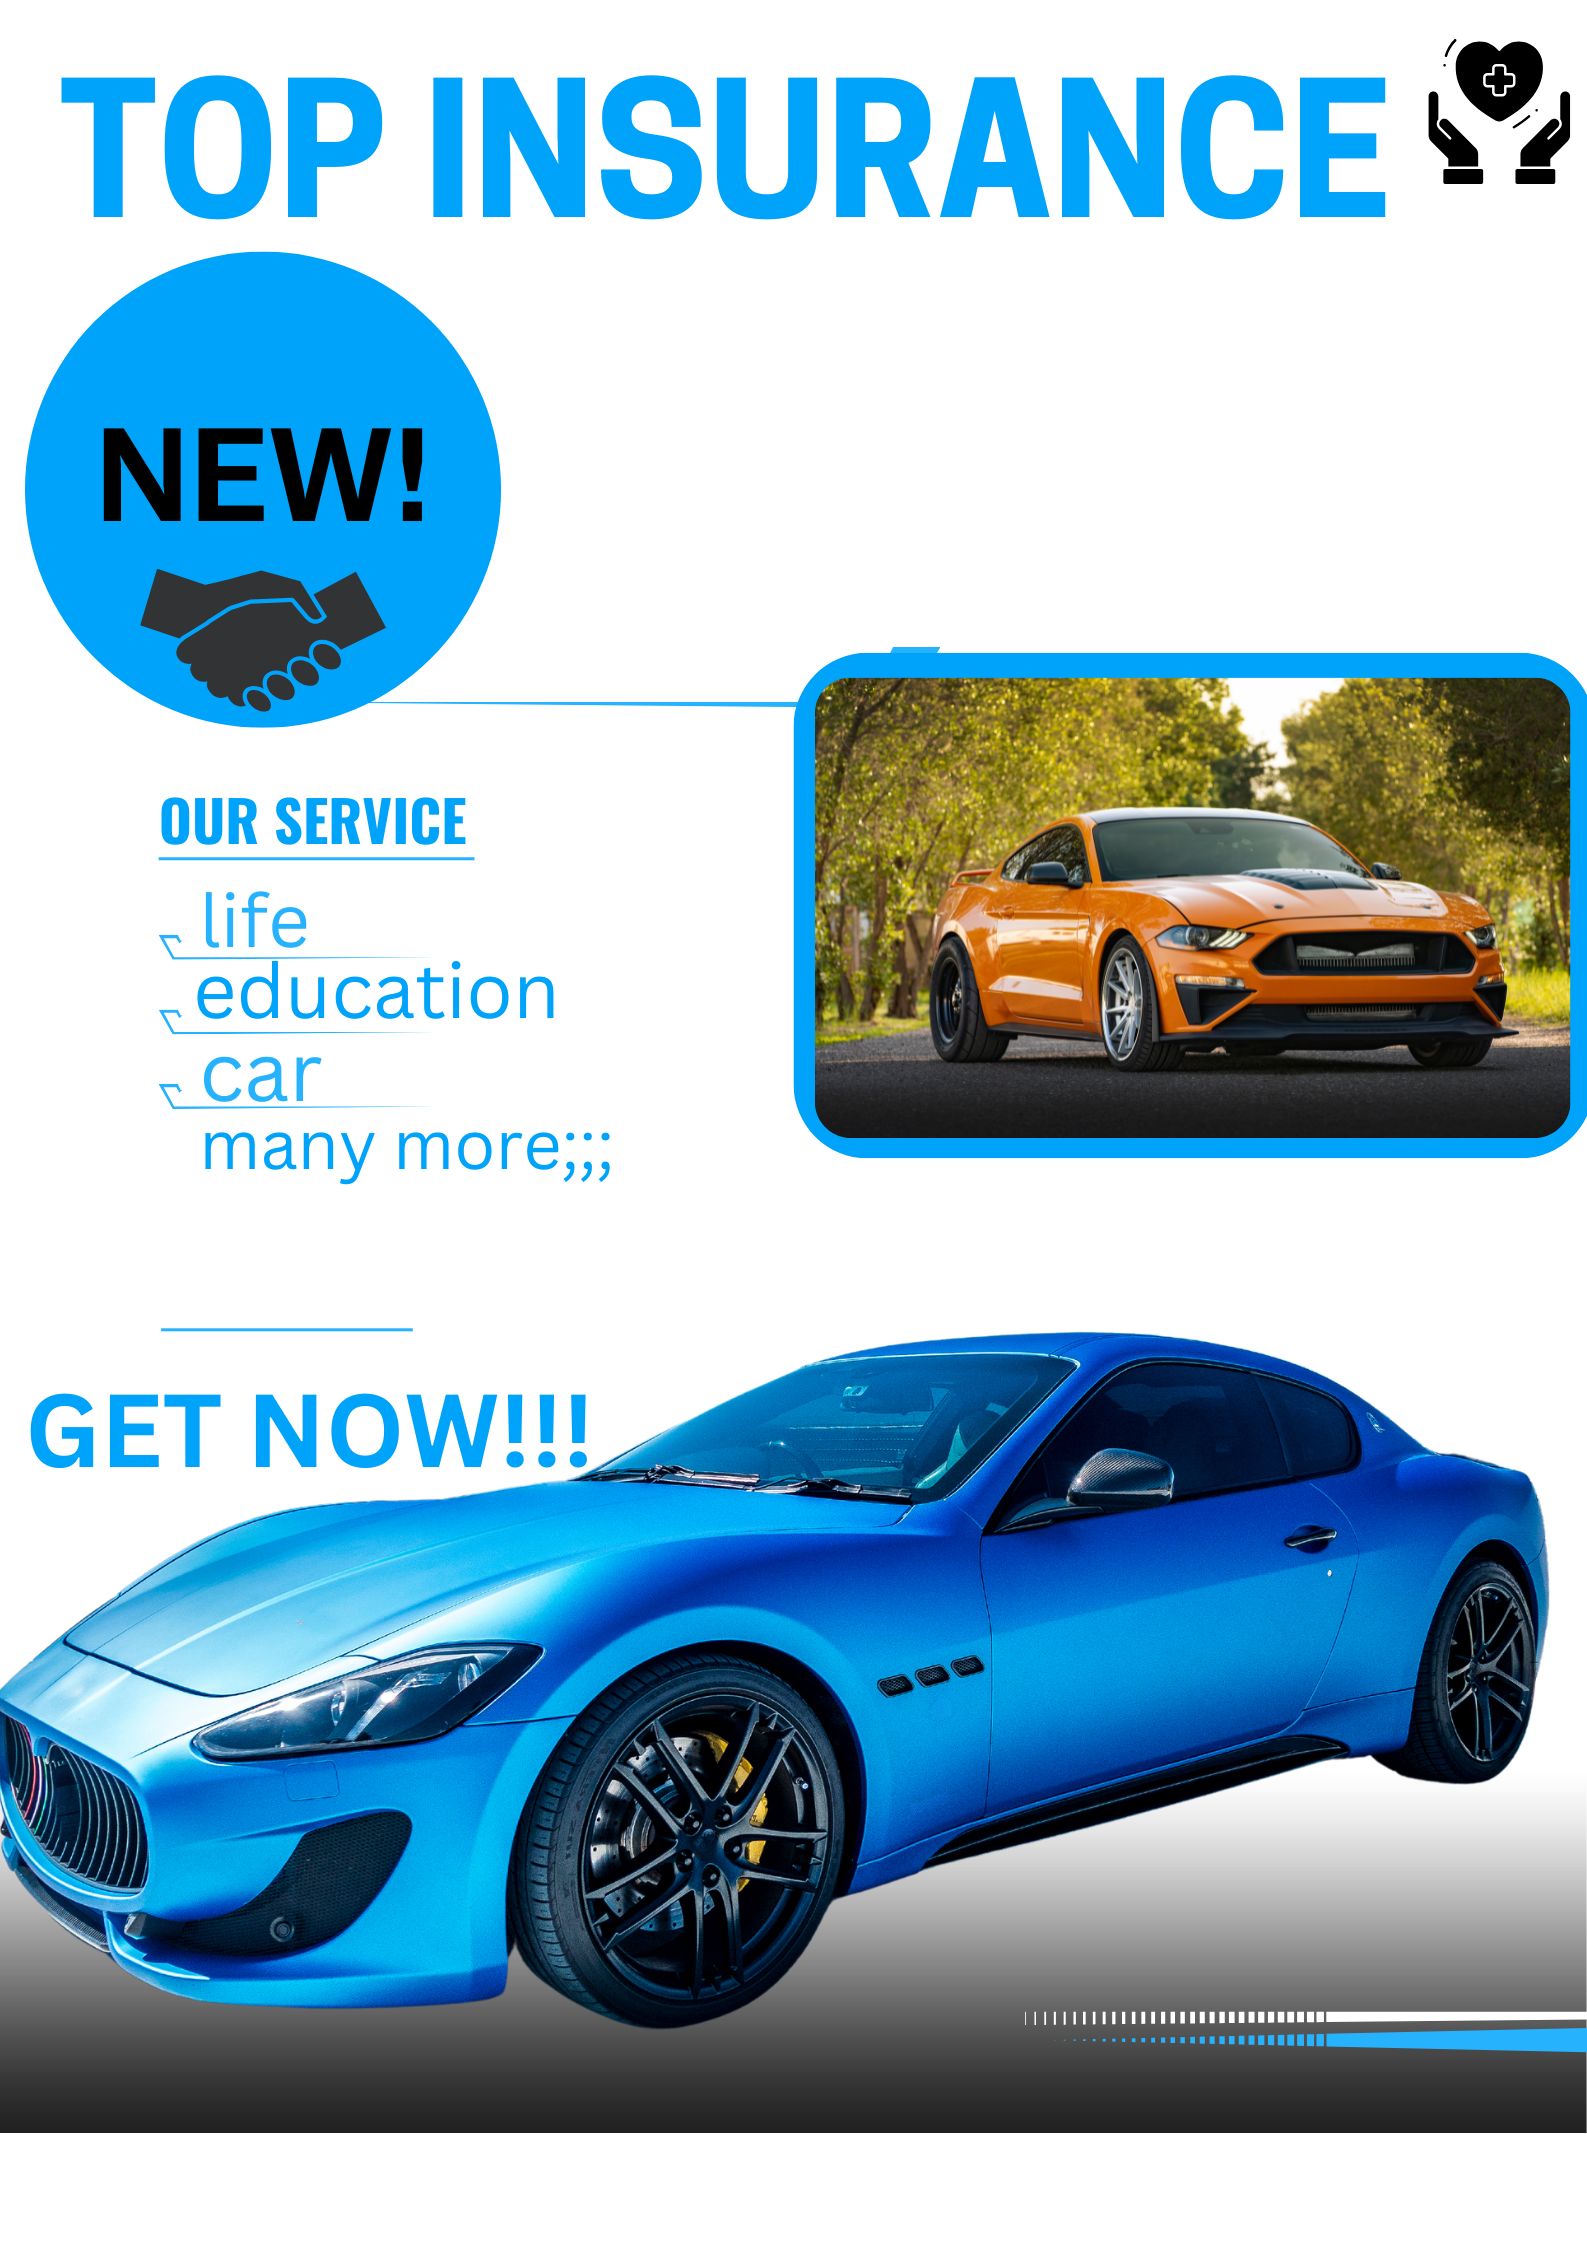 TOP INSURANCE
NEW!
OUR SERVICE
life
education
car
many more;;;
GET NOW!!!